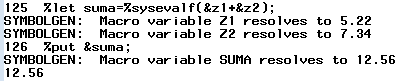 125  %let suma=%sysevalf(&z1+&z2);
SYMBOLGEN:  Macro variable Z1 resolves to 5.22
SYMBOLGEN:  Macro variable Z2 resolves to 7.34
126  %put &suma;
SYMBOLGEN:  Macro variable SUMA resolves to 12.56
12.56